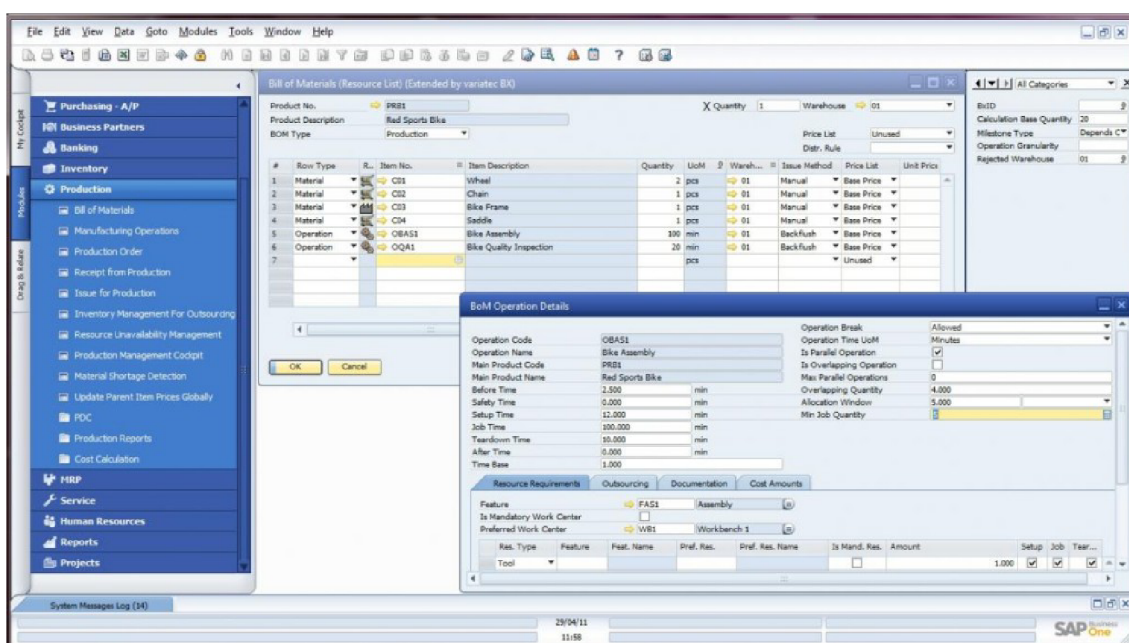 File Edit View Data Goto Modules Tools Window Help
My Cockpit
Modules
Drag & Relate
Purchasing - A/P
Business Partners
Banking
Inventory
Production
Bill of Materials
Manufacturing Operations
Production Order
Receipt from Production
Issue for Production
Inventory Management For Outsourcing
Resource Unavailability Management
Production Management Cockpit
Material Shortage Detection
Update Parent Item Prices Globally
PDC
Production Reports
Cost Calculation
MRP
Service
Human Resources
Reports
Projects
Bill of Materials (Resource List) (Extended by variatec BX)
Product No. PRB1 X Quantity 1 Warehouse 01
Product Description Red Sports Bike
BOM Type Production Price List Unused
Distr. Rule
# Row Type R... Item No. Item Description Quantity UoM Wareh... Issue Method Price List Unit Price
1 Material C01 Wheel 2 pcs 01 Manual Base Price
2 Material C02 Chain 1 pcs 01 Manual Base Price
3 Material C03 Bike Frame 1 pcs 01 Manual Base Price
4 Material C04 Saddle 1 pcs 01 Manual Base Price
5 Operation OBAS1 Bike Assembly 100 min 01 Backflush Base Price
6 Operation OQA1 Bike Quality Inspection 20 min 01 Backflush Base Price
7 pcs Unused
OK Cancel
All Categories
BxID 9
Calculation Base Quantity 20
Milestone Type Depends C
Operation Granularity
Rejected Warehouse 01
BoM Operation Details
Operation Code OBAS1
Operation Name Bike Assembly
Main Product Code PRB1
Main Product Name Red Sports Bike
Before Time 2.500 min
Safety Time 0.000 min
Setup Time 12.000 min
Job Time 100.000 min
Teardown Time 10.000 min
After Time 0.000 min
Time Base 1.000
Operation Break Allowed
Operation Time UoM Minutes
Is Parallel Operation
Is Overlapping Operation
Max Parallel Operations 0
Overlapping Quantity 4.000
Allocation Window 5.000
Min Job Quantity
Resource Requirements Outsourcing Documentation Cost Amounts
Feature FAS1 Assembly
Is Mandatory Work Center
Preferred Work Center WB1 Workbench 1
Res. Type Feature Feat. Name Pref. Res. Pref. Res. Name Is Mand. Res. Amount Setup Job Tear...
Tool 1.000
System Messages Log (14)
29/04/11
11:58
SAP Business One